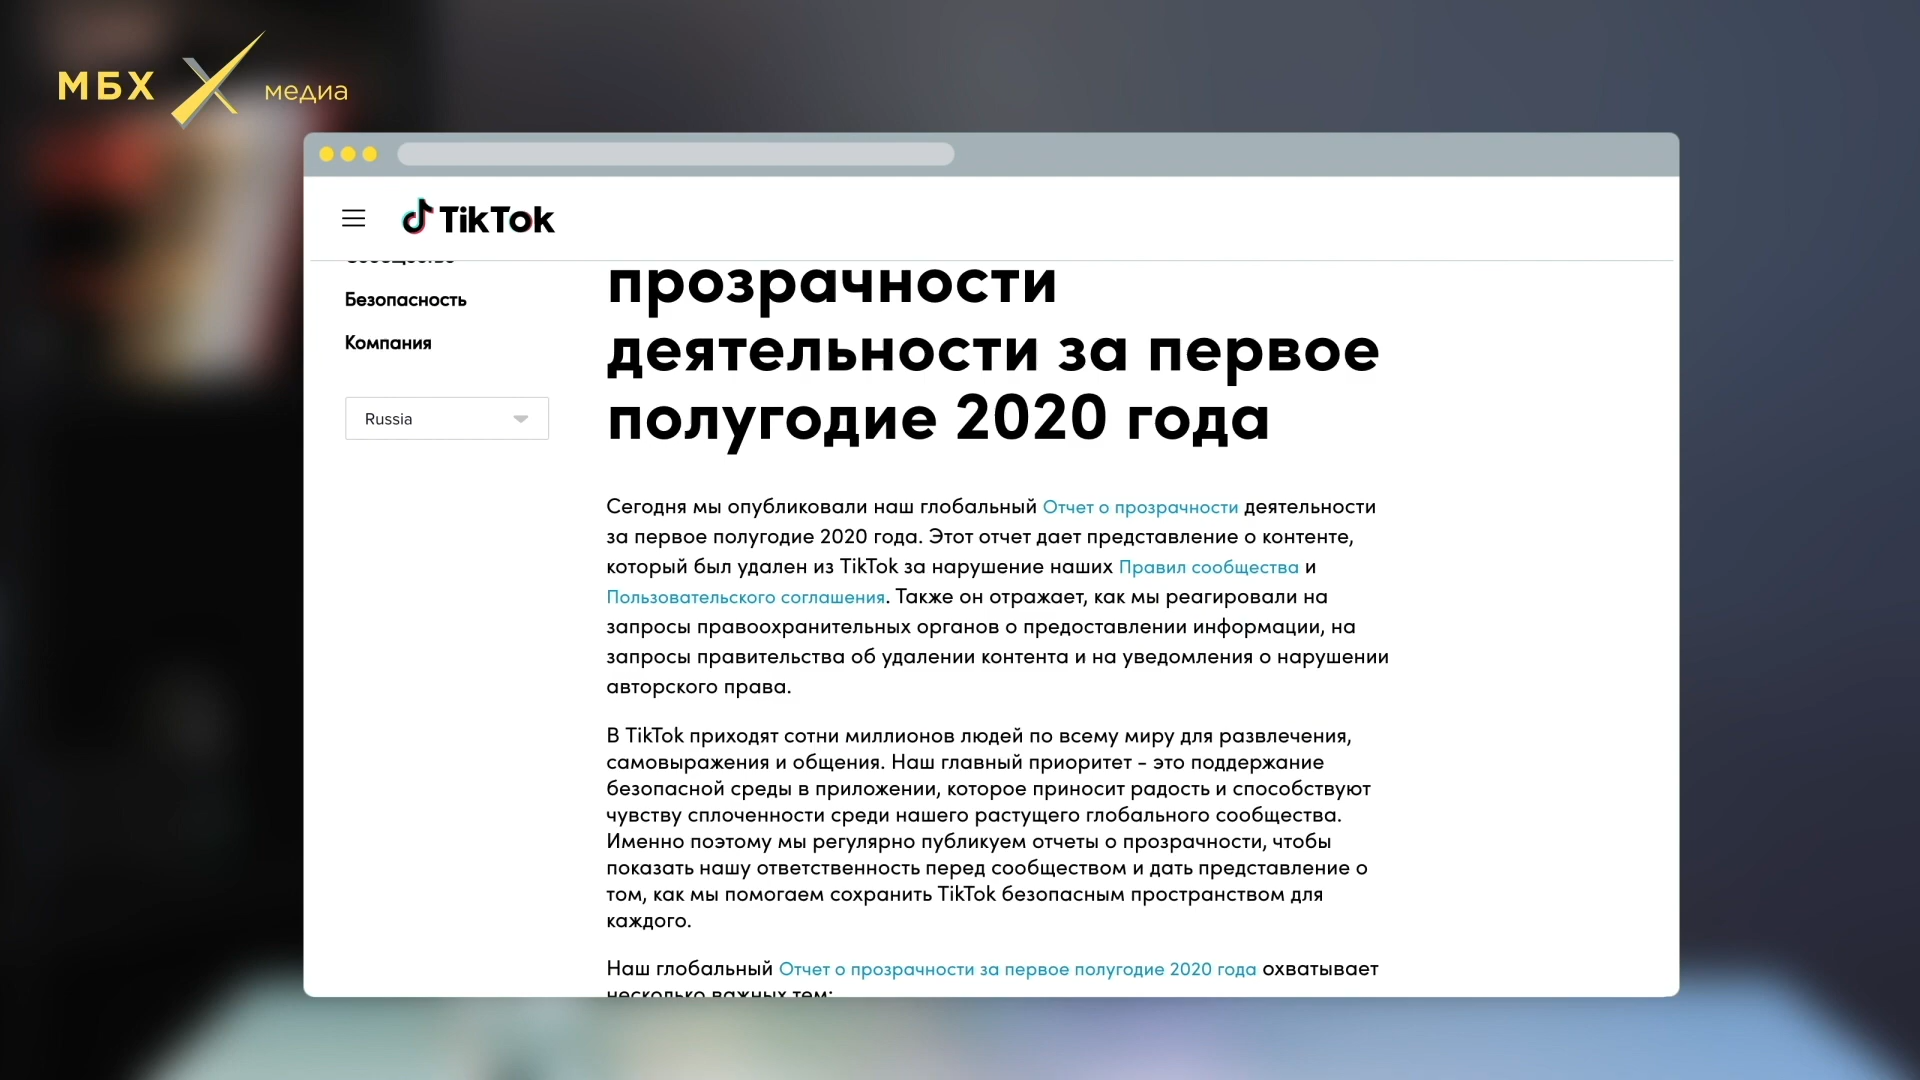 МБХ медиа
TikTok
Безопасность
Компания
Russia
прозрачности
деятельности за первое
полугодие 2020 года
Сегодня мы опубликовали наш глобальный Отчет о прозрачности деятельности
за первое полугодие 2020 года. Этот отчет дает представление о контенте,
который был удален из TikTok за нарушение наших Правил сообщества и
Пользовательского соглашения. Также он отражает, как мы реагировали на
запросы правоохранительных органов о предоставлении информации, на
запросы правительства об удалении контента и на уведомления о нарушении
авторского права.
В TikTok приходят сотни миллионов людей по всему миру для развлечения,
самовыражения и общения. Наш главный приоритет - это поддержание
безопасной среды в приложении, которое приносит радость и способствуют
чувству сплоченности среди нашего растущего глобального сообщества.
Именно поэтому мы регулярно публикуем отчеты о прозрачности, чтобы
показать нашу ответственность перед сообществом и дать представление о
том, как мы помогаем сохранить TikTok безопасным пространством для
каждого.
Наш глобальный Отчет о прозрачности за первое полугодие 2020 года охватывает
несколько важных тем: